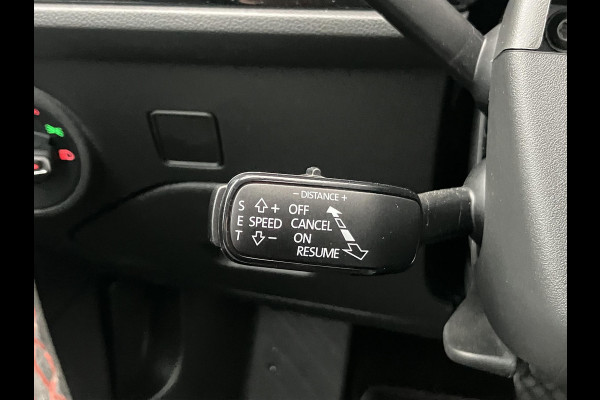 − DISTANCE +
S + OFF
E SPEED CANCEL
T − ON
RESUME